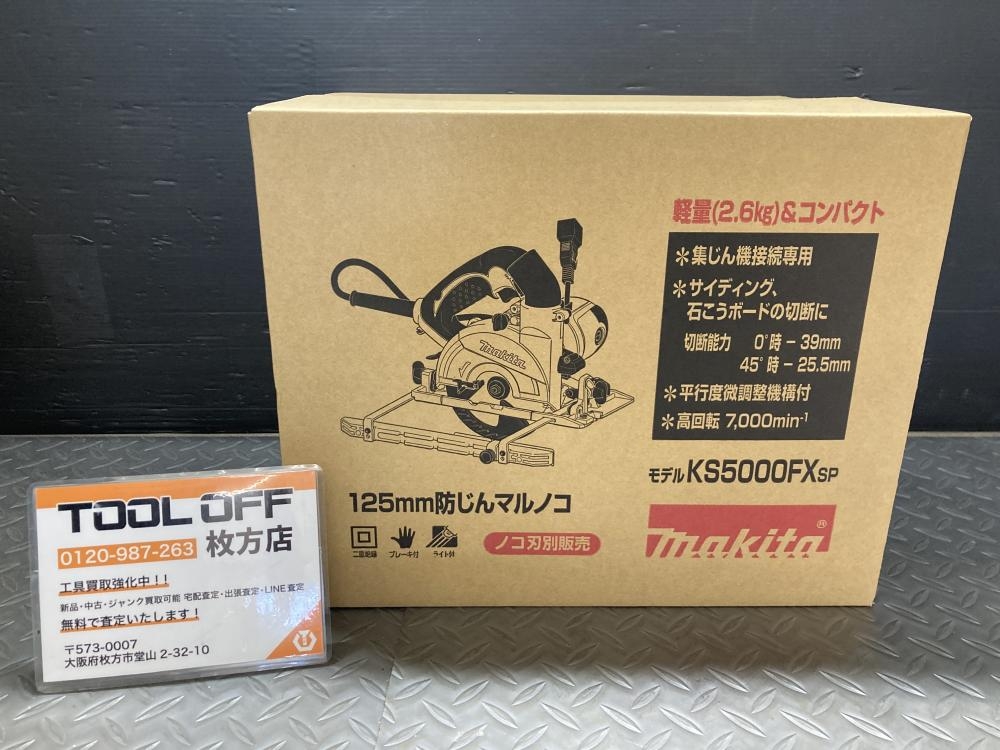 軽量(2.6kg)&コンパクト
＊集じん機接続専用
＊サイディング、
石こうボードの切断に
切断能力 0°時－39mm
45°時－25.5mm
＊平行度微調整機構付
＊高回転 7,000min⁻¹
モデル KS5000FXSP
makita®
makita
125mm防じんマルノコ
二重絶縁
ブレーキ付
ライト付
ノコ刃別販売
TOOL OFF
0120-987-263 枚方店
工具買取強化中！！
新品・中古・ジャンク買取可能 宅配査定・出張査定・LINE査定
無料で査定いたします！
〒573-0007
大阪府枚方市堂山 2-32-10